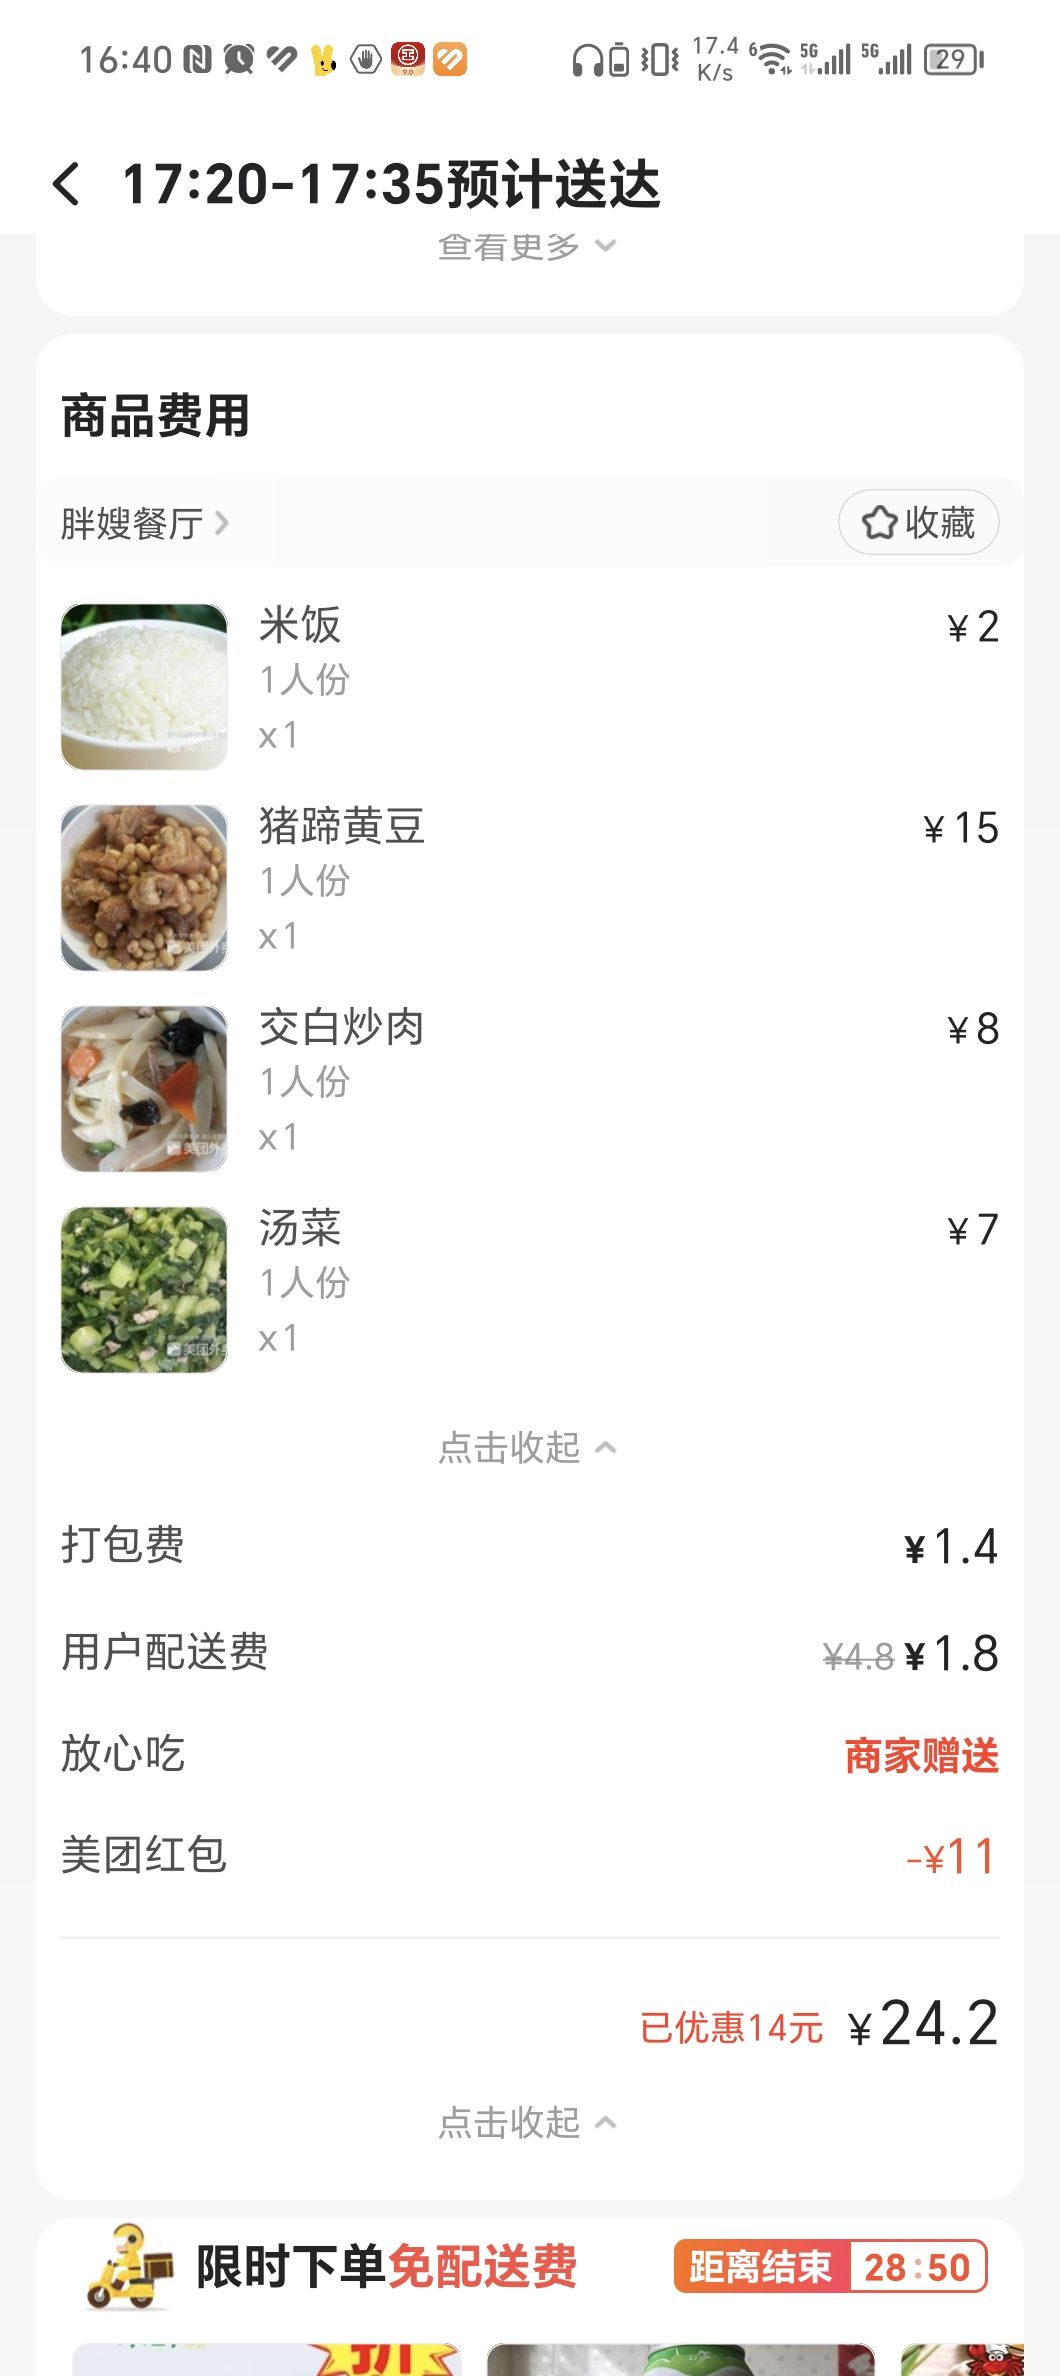 16:40
17.4 K/s
6
5G
5G
29
17:20-17:35预计送达
查看更多
商品费用
胖嫂餐厅
收藏
米饭
¥2
1人份
x1
猪蹄黄豆
¥15
1人份
x1
交白炒肉
¥8
1人份
x1
汤菜
¥7
1人份
x1
点击收起
打包费
¥1.4
用户配送费
¥4.8 ¥1.8
放心吃
商家赠送
美团红包
-¥11
已优惠14元 ¥24.2
点击收起
限时下单免配送费
距离结束 28:50
折